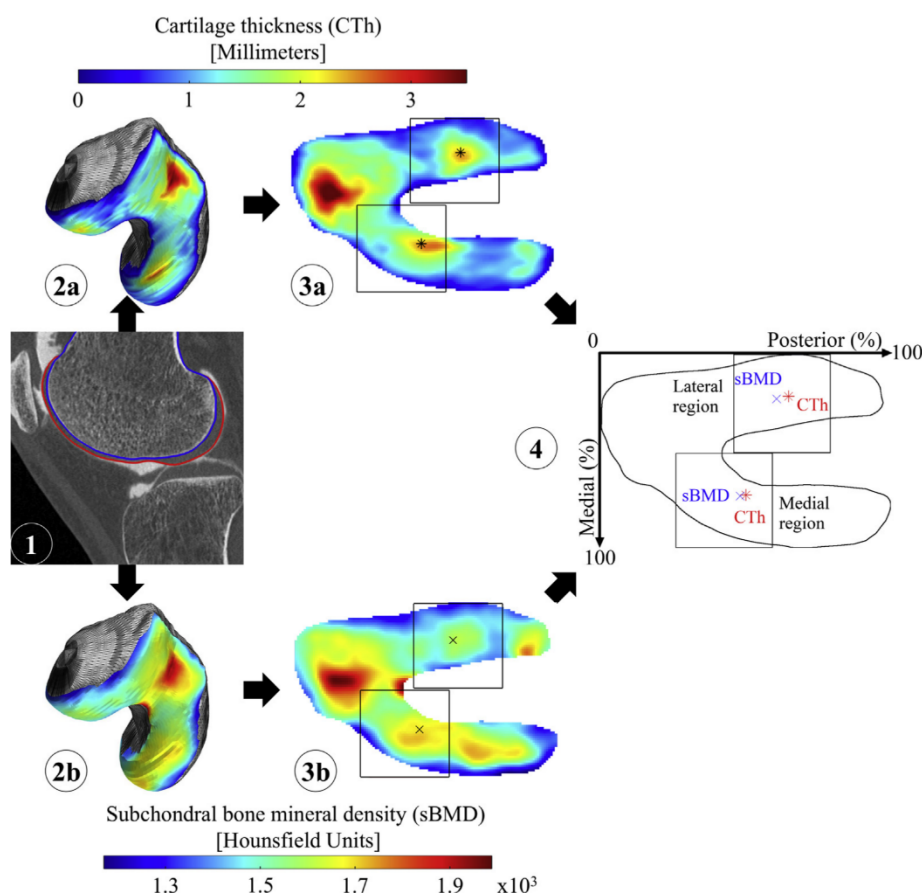 Cartilage thickness (CTh)
[Millimeters]
0 1 2 3
2a
3a
1
0
Posterior (%)
100
sBMD
Lateral
region
CTh
4
Medial (%)
sBMD
CTh
Medial
region
100
2b
3b
Subchondral bone mineral density (sBMD)
[Hounsfield Units]
1.3 1.5 1.7 1.9 x10³